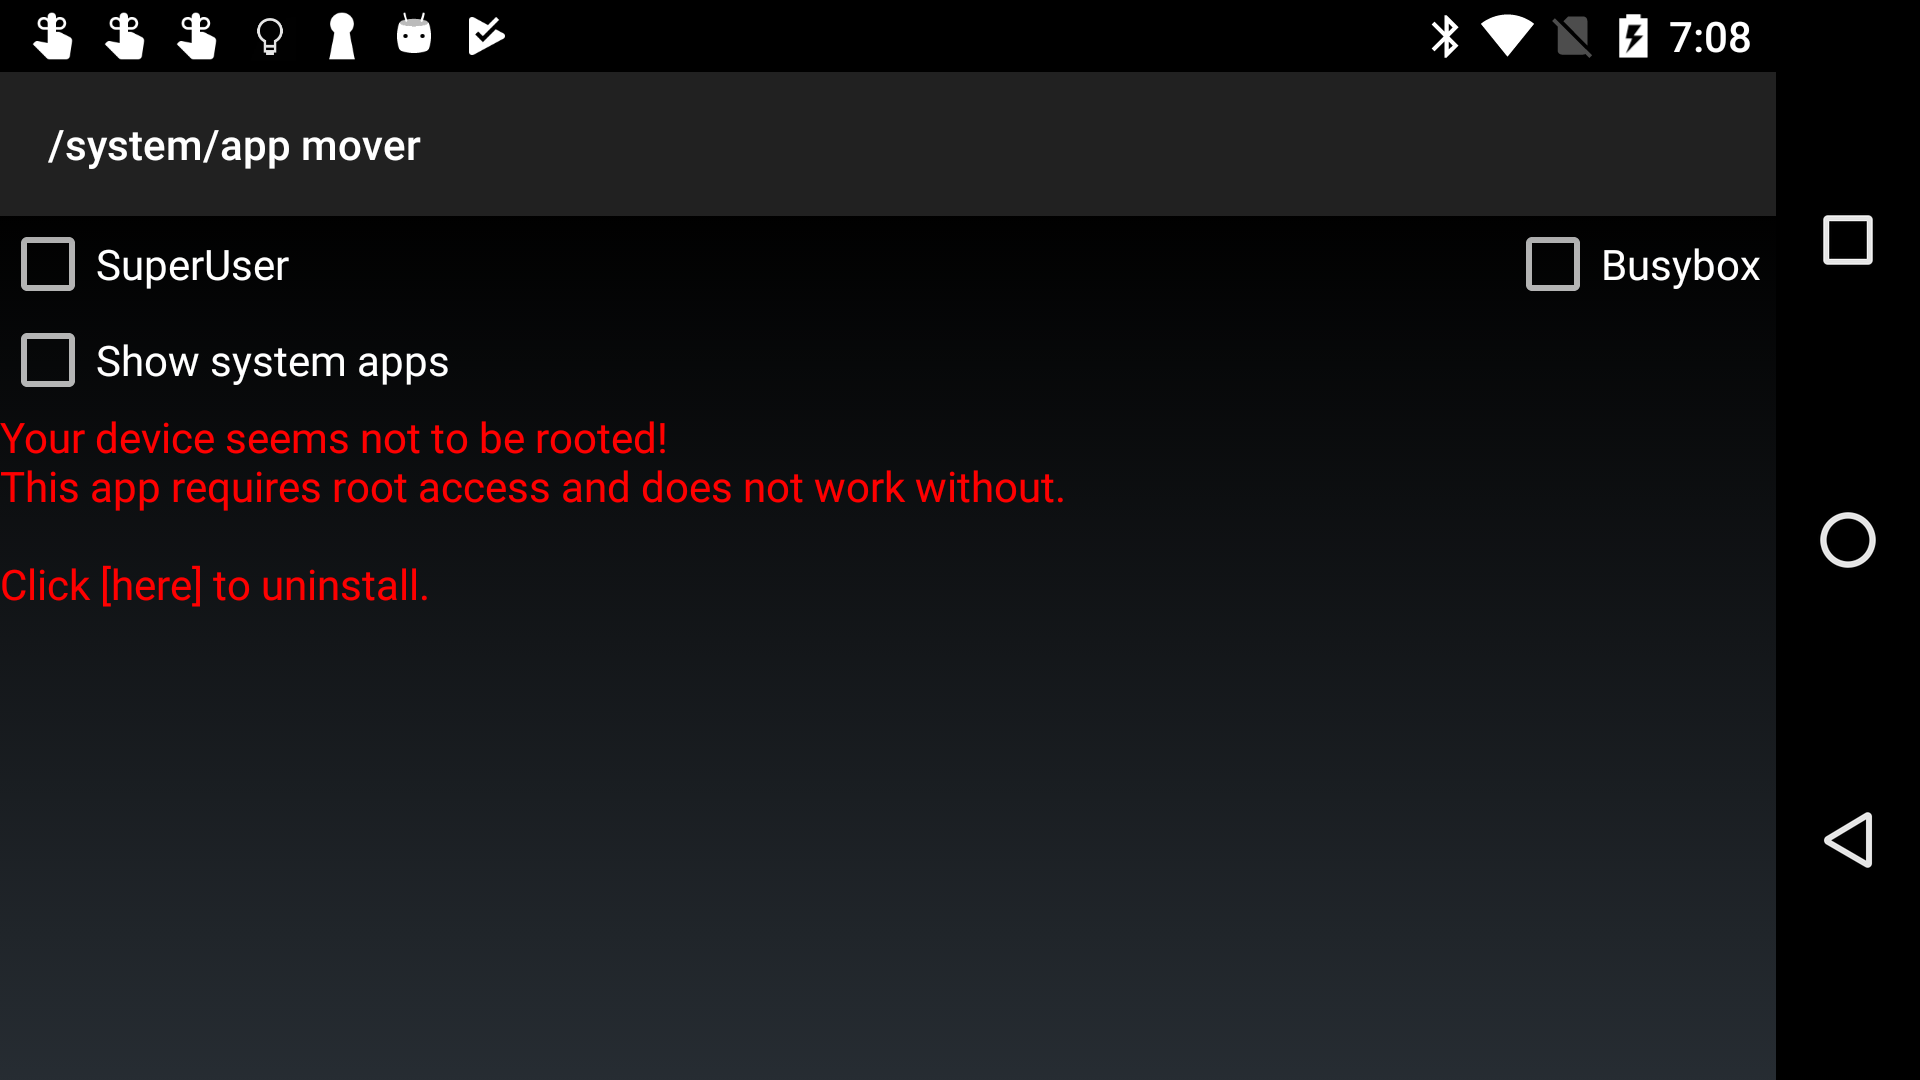 7:08
/system/app mover
SuperUser
Busybox
Show system apps
Your device seems not to be rooted!
This app requires root access and does not work without.
Click [here] to uninstall.